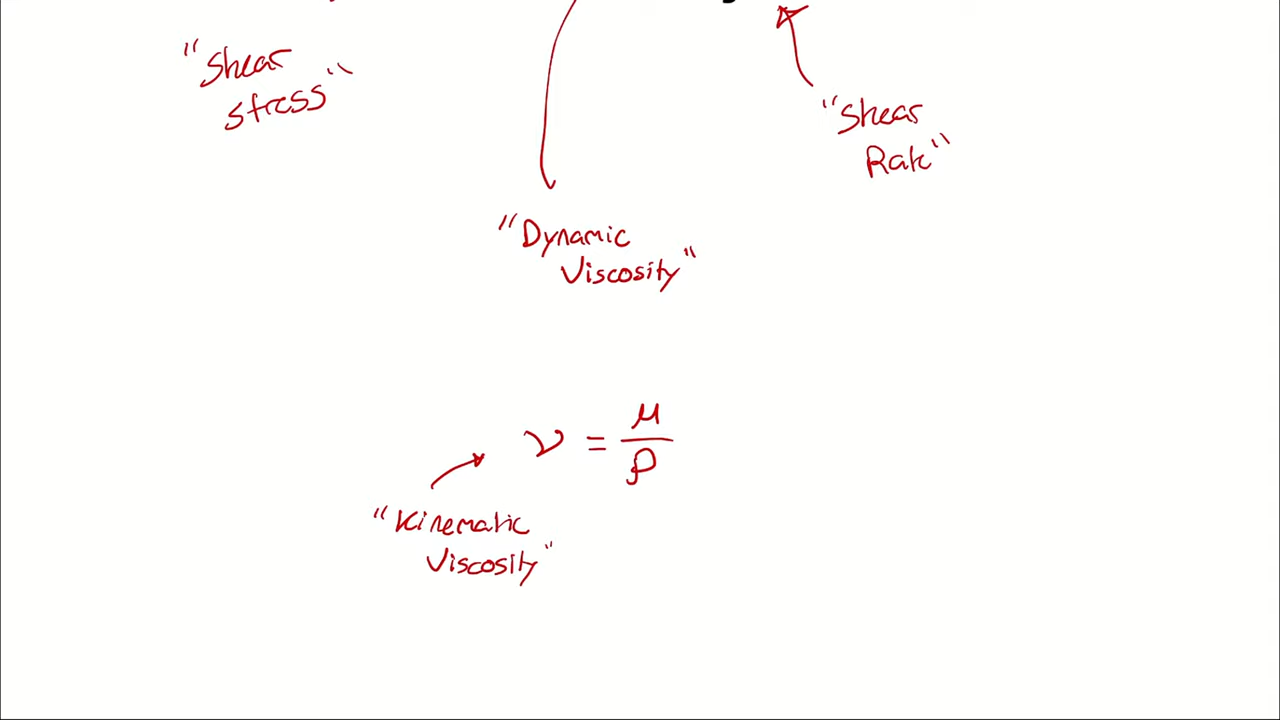 "Shear
stress"
"Shear
Rate"
"Dynamic
Viscosity"
ν = μ
ρ
"Kinematic
Viscosity"